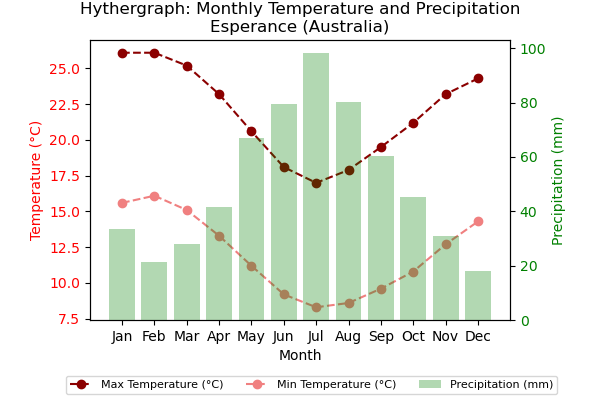 Hythergraph: Monthly Temperature and Precipitation
Esperance (Australia)
Temperature (°C)
25.0
22.5
20.0
17.5
15.0
12.5
10.0
7.5
100
80
60
40
20
0
Precipitation (mm)
Jan Feb Mar Apr May Jun Jul Aug Sep Oct Nov Dec
Month
Max Temperature (°C) Min Temperature (°C) Precipitation (mm)